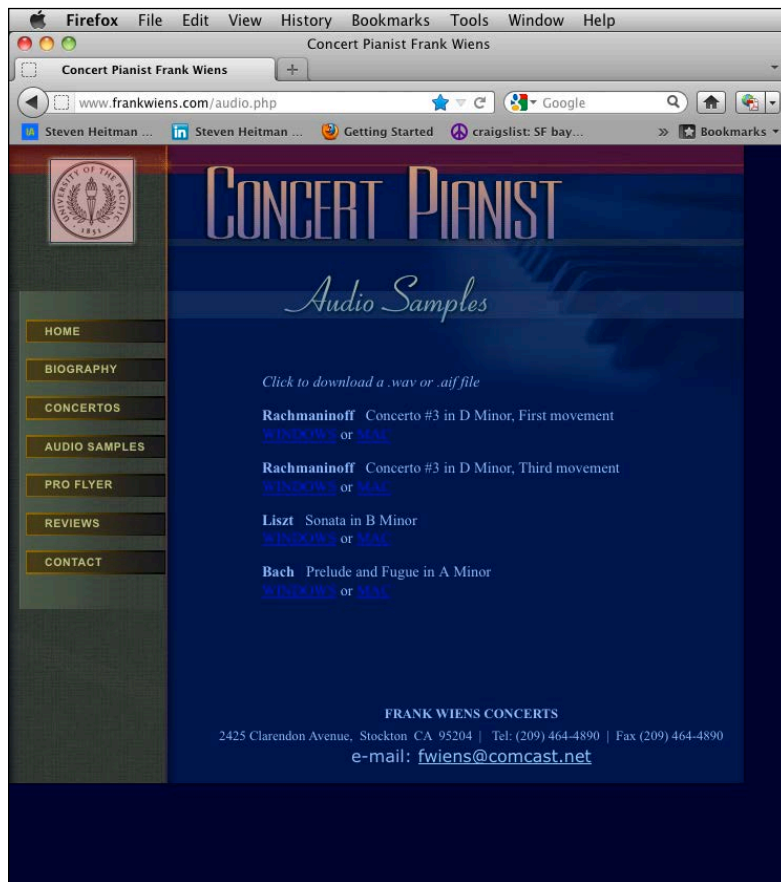 Firefox File Edit View History Bookmarks Tools Window Help
Concert Pianist Frank Wiens
Concert Pianist Frank Wiens
www.frankwiens.com/audio.php
Google
Steven Heitman ... Steven Heitman ... Getting Started craigslist: SF bay... » Bookmarks
UNIVERSITY OF THE PACIFIC
1851
CONCERT PIANIST
Audio Samples
HOME
BIOGRAPHY
CONCERTOS
AUDIO SAMPLES
PRO FLYER
REVIEWS
CONTACT
Click to download a .wav or .aif file
Rachmaninoff Concerto #3 in D Minor, First movement
WINDOWS or MAC
Rachmaninoff Concerto #3 in D Minor, Third movement
WINDOWS or MAC
Liszt Sonata in B Minor
WINDOWS or MAC
Bach Prelude and Fugue in A Minor
WINDOWS or MAC
FRANK WIENS CONCERTS
2425 Clarendon Avenue, Stockton CA 95204 | Tel: (209) 464-4890 | Fax (209) 464-4890
e-mail: fwiens@comcast.net